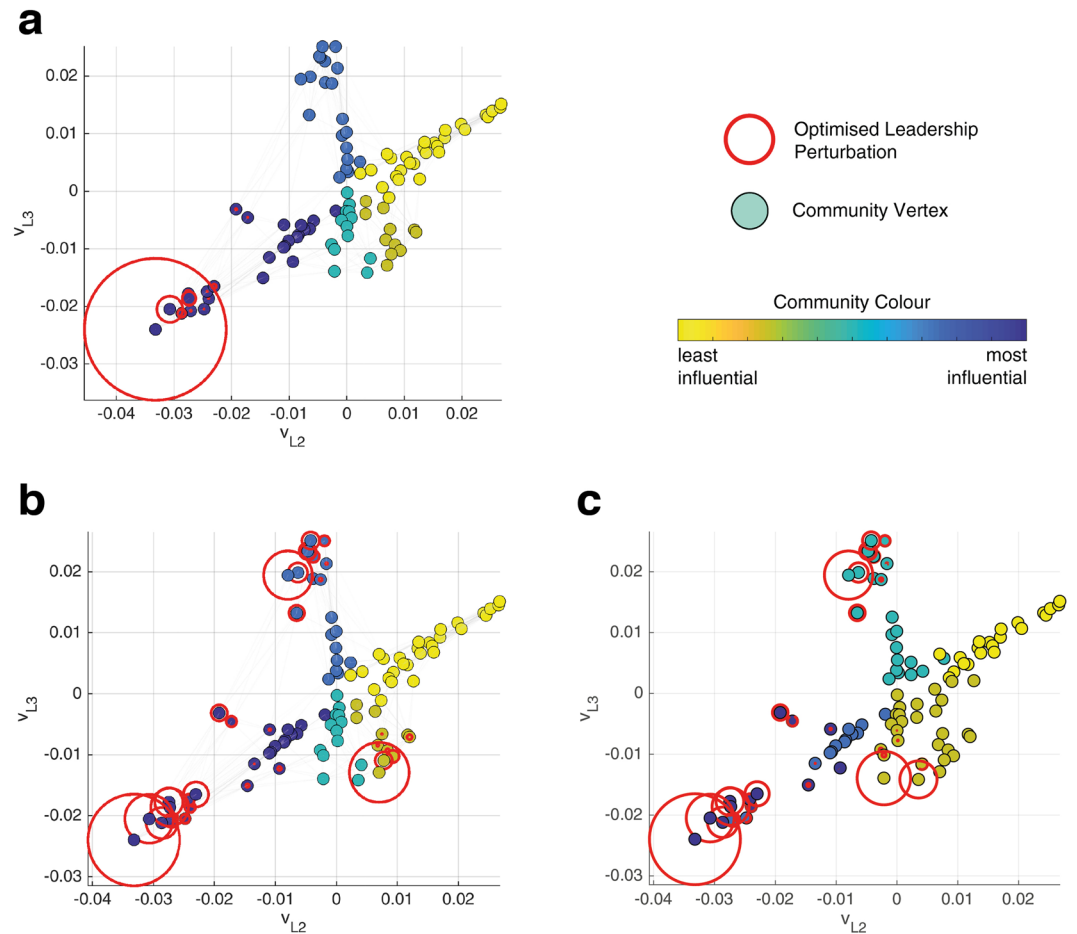 a
0.02
0.01
0
-0.01
-0.02
-0.03
vL3
-0.04 -0.03 -0.02 -0.01 0 0.01 0.02
vL2
Optimised Leadership
Perturbation
Community Vertex
Community Colour
least
influential
most
influential
b
0.02
0.01
0
-0.01
-0.02
-0.03
vL3
-0.04 -0.03 -0.02 -0.01 0 0.01 0.02
vL2
c
0.02
0.01
0
-0.01
-0.02
-0.03
vL3
-0.04 -0.03 -0.02 -0.01 0 0.01 0.02
vL2